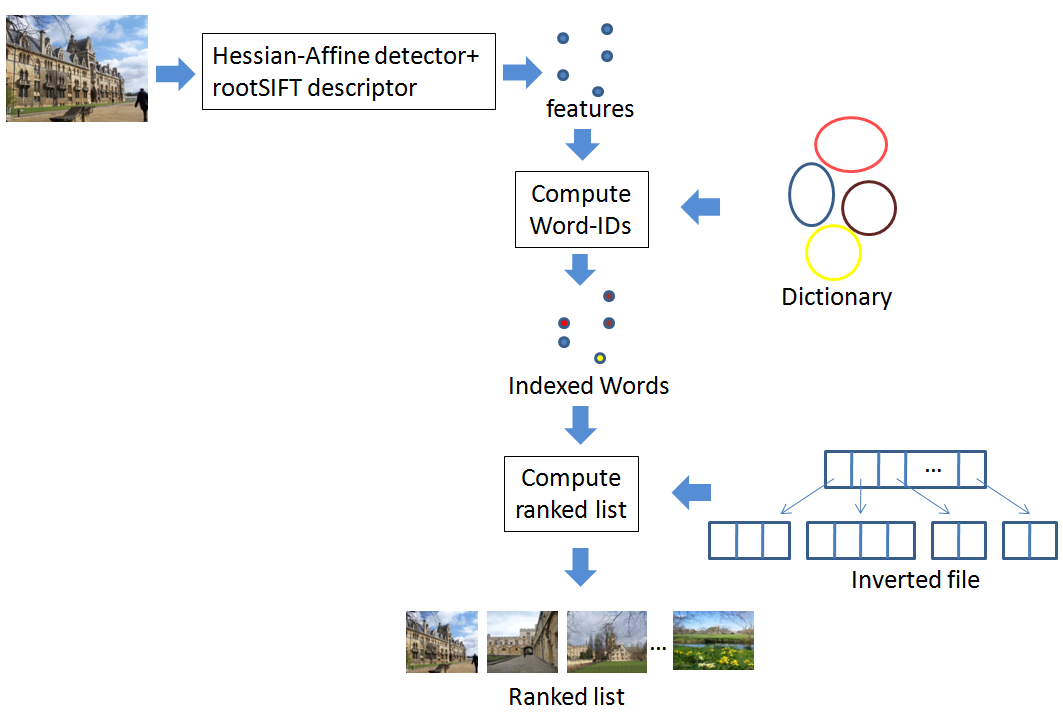 Hessian-Affine detector+
rootSIFT descriptor
features
Compute
Word-IDs
Dictionary
Indexed Words
Compute
ranked list
...
Inverted file
...
Ranked list